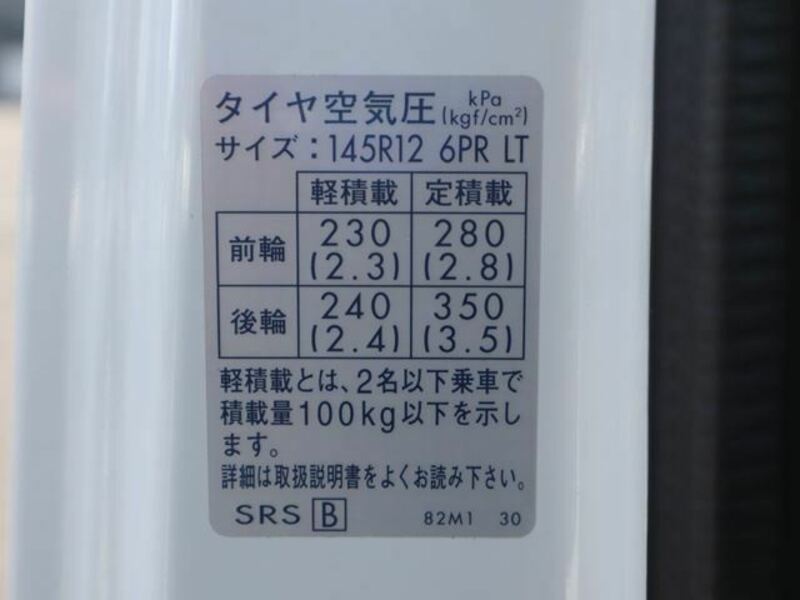 タイヤ空気圧 kPa (kgf/cm²)
サイズ：145R12 6PR LT
軽積載 定積載
前輪 230 (2.3) 280 (2.8)
後輪 240 (2.4) 350 (3.5)
軽積載とは、2名以下乗車で
積載量100kg以下を示し
ます。
詳細は取扱説明書をよくお読み下さい。
SRS B 82M1 30